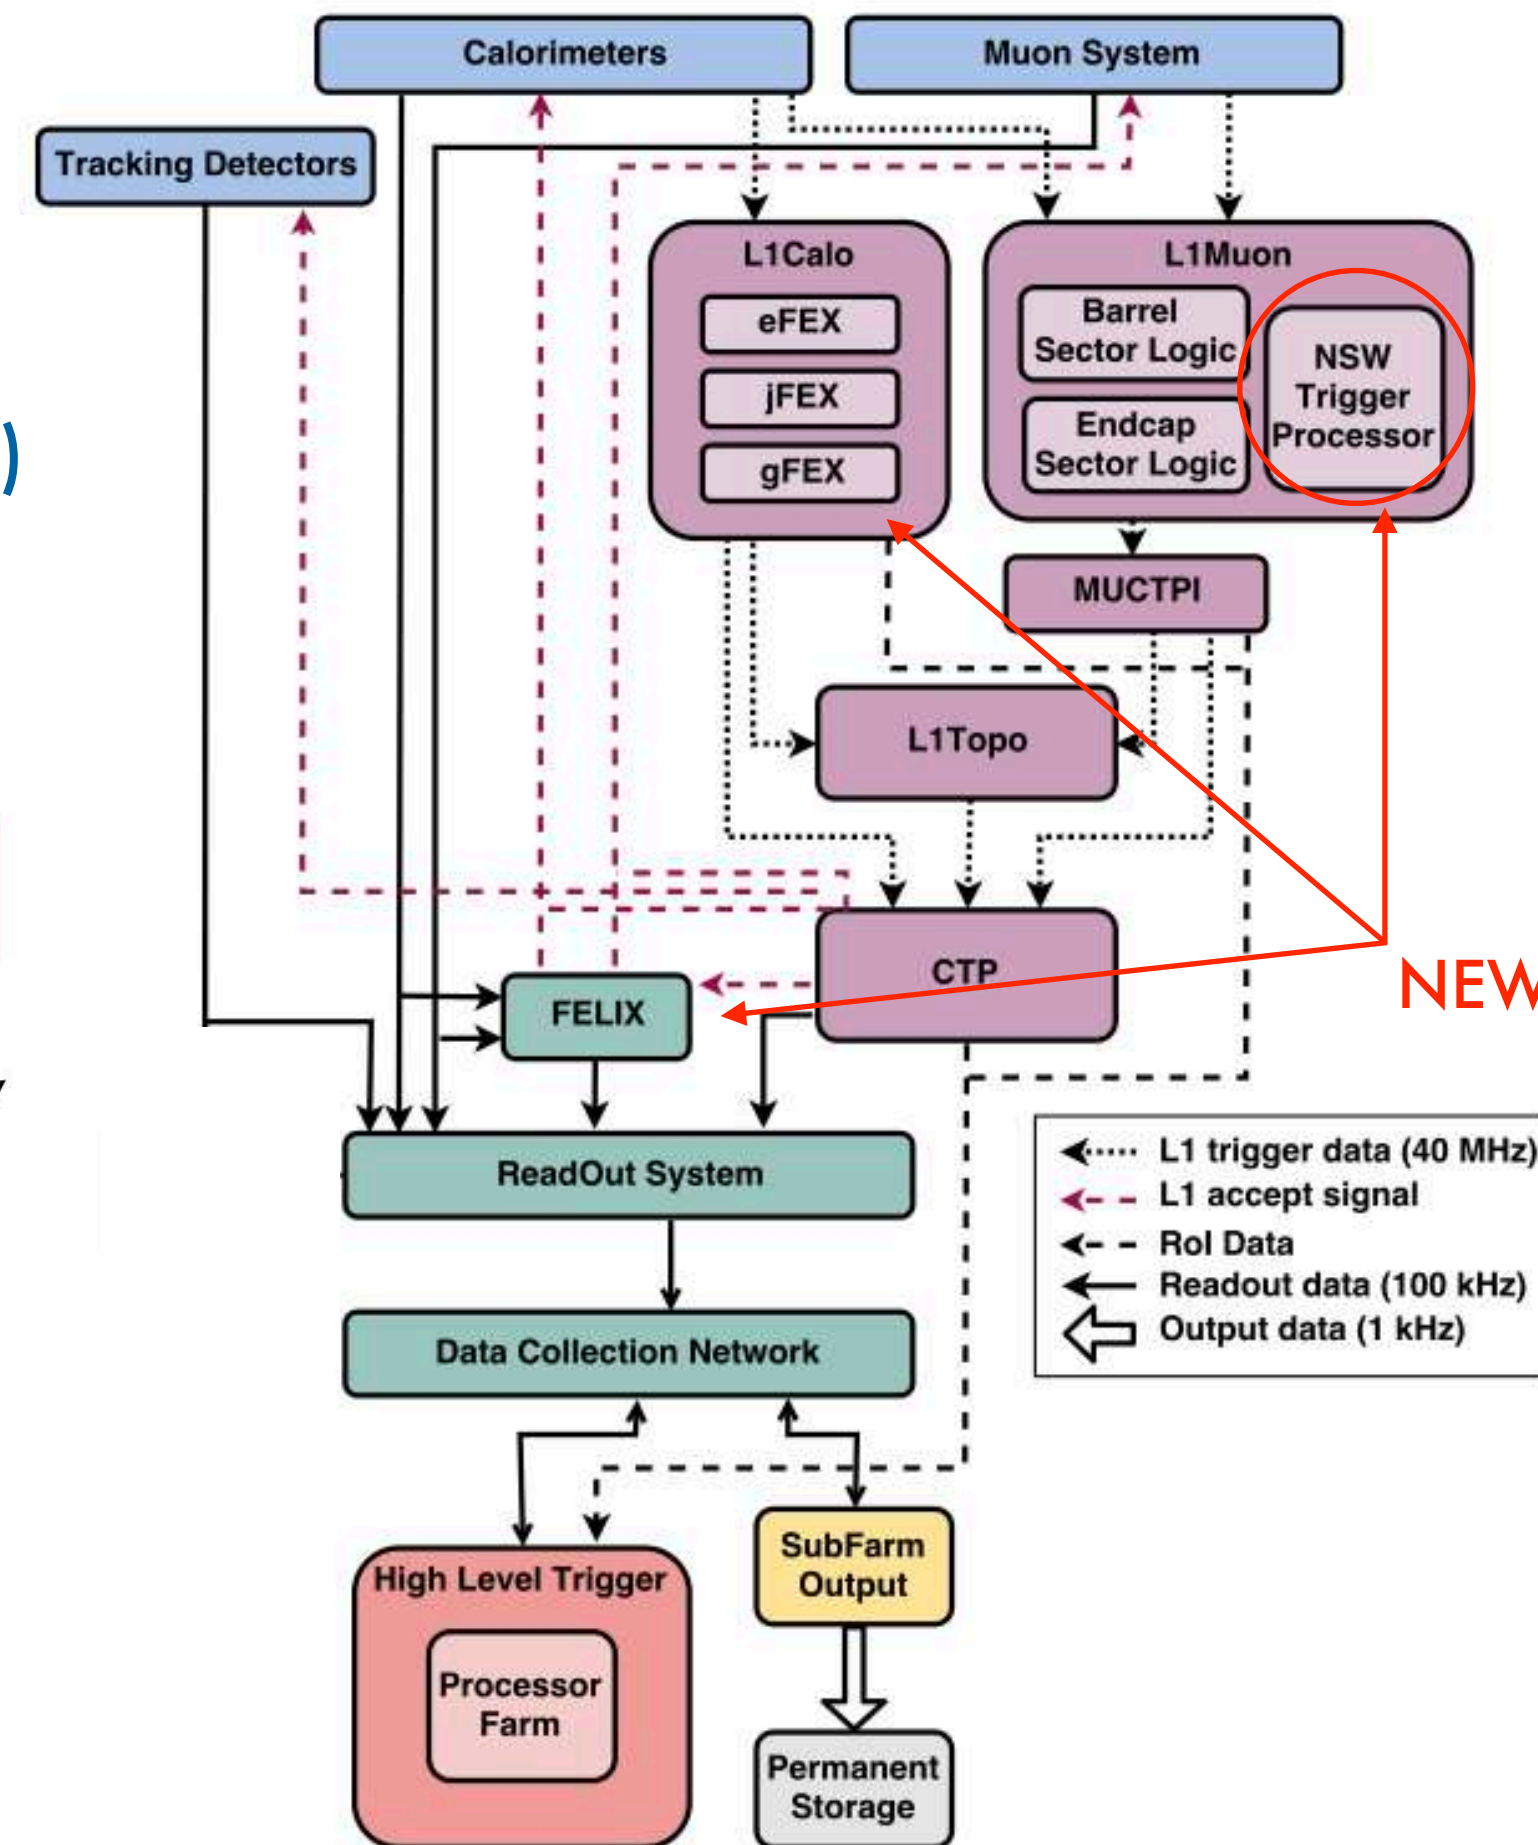 Calorimeters
Muon System
Tracking Detectors
L1Calo
eFEX
jFEX
gFEX
L1Muon
Barrel
Sector Logic
Endcap
Sector Logic
NSW
Trigger
Processor
)
MUCTPI
L1Topo
CTP
NEW
FELIX
ReadOut System
Data Collection Network
L1 trigger data (40 MHz)
L1 accept signal
RoI Data
Readout data (100 kHz)
Output data (1 kHz)
High Level Trigger
Processor
Farm
SubFarm
Output
Permanent
Storage